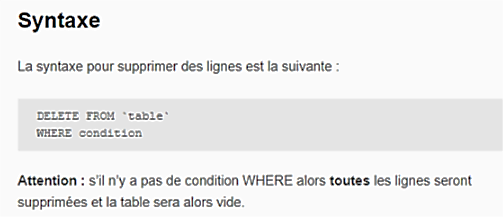 Syntaxe
La syntaxe pour supprimer des lignes est la suivante :
DELETE FROM `table`
WHERE condition
Attention : s'il n'y a pas de condition WHERE alors toutes les lignes seront
supprimées et la table sera alors vide.